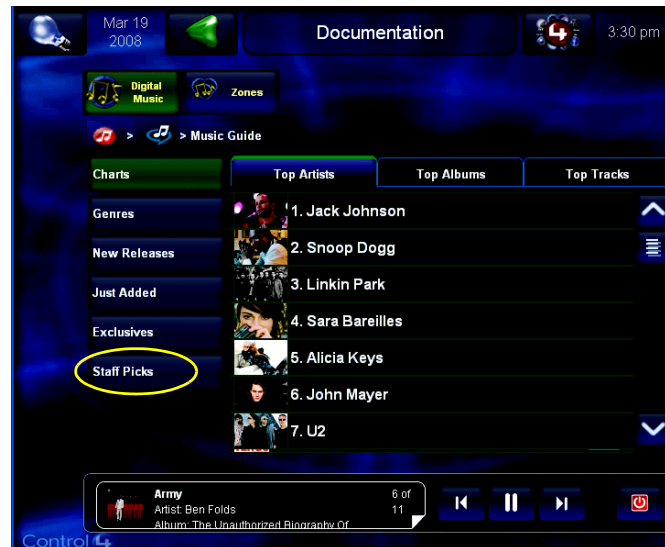 Mar 19
2008
Documentation
4
3:30 pm
Digital
Music
Zones
> > Music Guide
Charts
Genres
New Releases
Just Added
Exclusives
Staff Picks
Top Artists
Top Albums
Top Tracks
1. Jack Johnson
2. Snoop Dogg
3. Linkin Park
4. Sara Bareilles
5. Alicia Keys
6. John Mayer
7. U2
Army
Artist: Ben Folds
Album: The Unauthorized Biography Of
6 of
11
Control 4